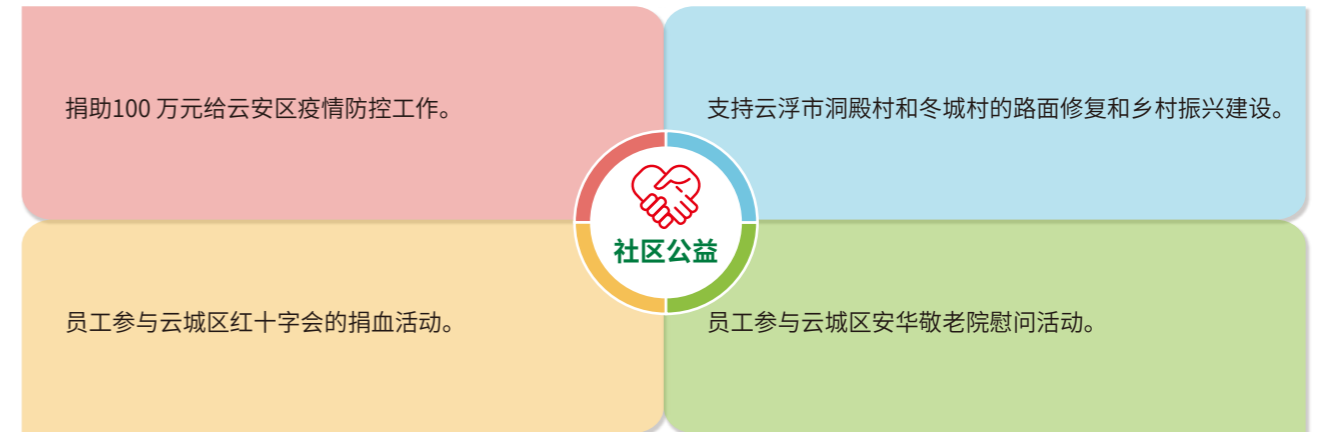 捐助100 万元给云安区疫情防控工作。
支持云浮市洞殿村和冬城村的路面修复和乡村振兴建设。
社区公益
员工参与云城区红十字会的捐血活动。
员工参与云城区安华敬老院慰问活动。